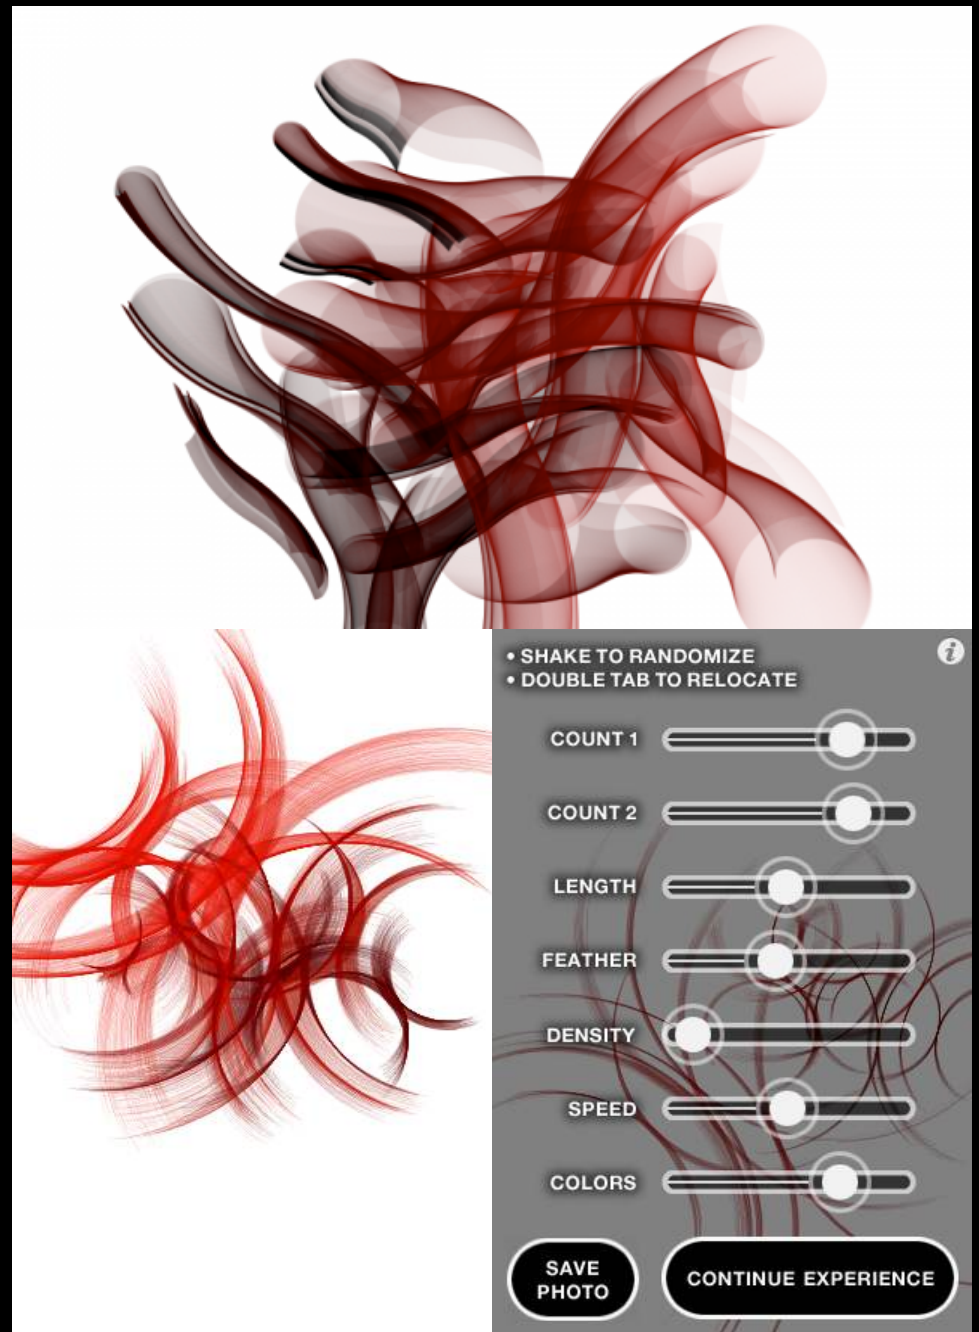 • SHAKE TO RANDOMIZE
• DOUBLE TAB TO RELOCATE
i
COUNT 1
COUNT 2
LENGTH
FEATHER
DENSITY
SPEED
COLORS
SAVE
PHOTO
CONTINUE EXPERIENCE